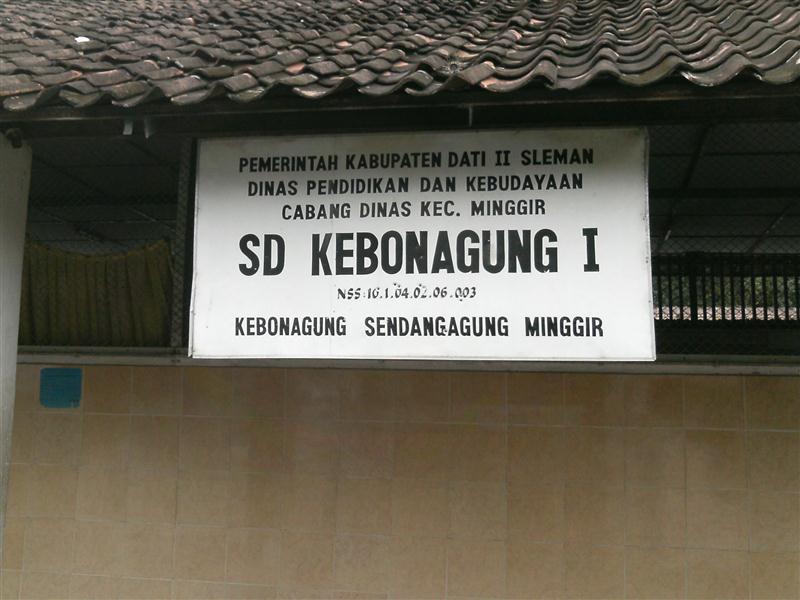 PEMERINTAH KABUPATEN DATI II SLEMAN
DINAS PENDIDIKAN DAN KEBUDAYAAN
CABANG DINAS KEC. MINGGIR
SD KEBONAGUNG I
NSS:10.1.04.02.06.003
KEBONAGUNG SENDANGAGUNG MINGGIR